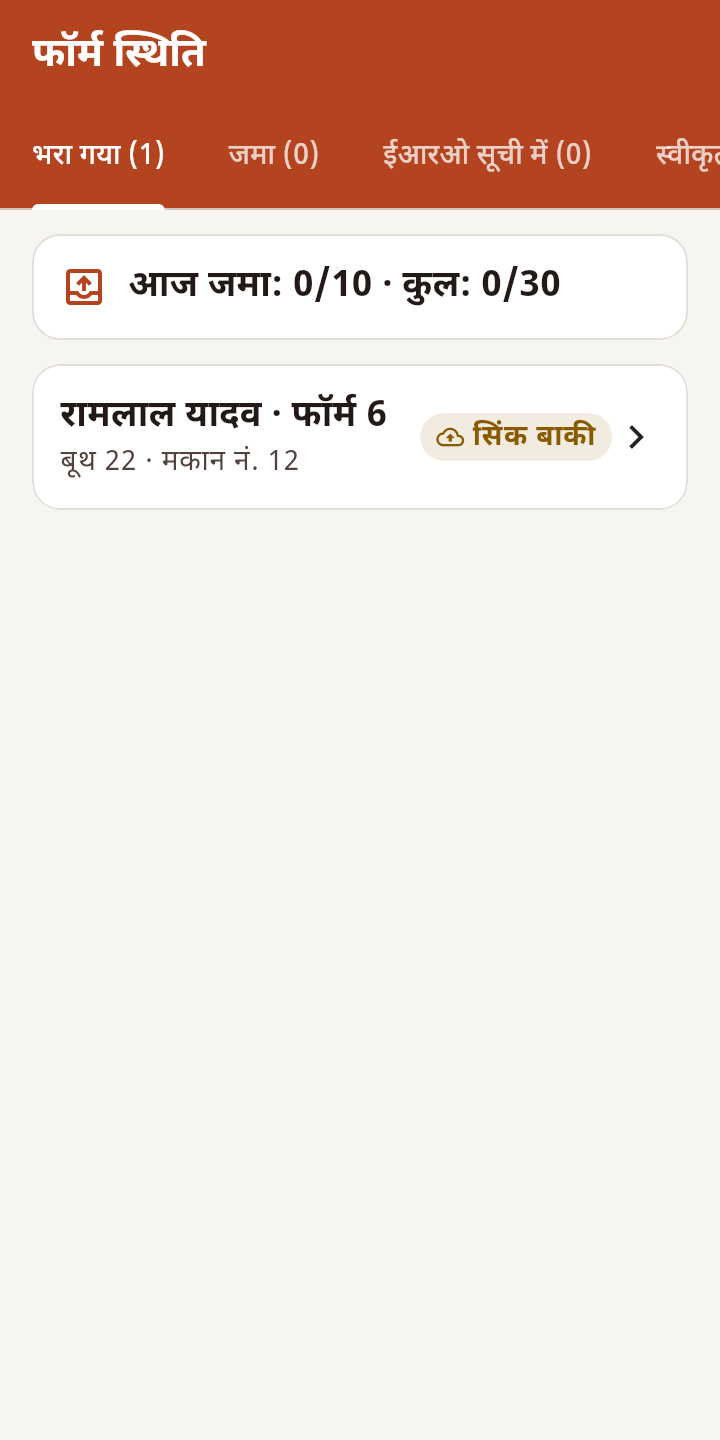 फॉर्म स्थिति
भरा गया (1) जमा (0) ईआरओ सूची में (0)
आज जमा: 0/10 · कुल: 0/30
रामलाल यादव · फॉर्म 6
बूथ 22 · मकान नं. 12
सिंक बाकी